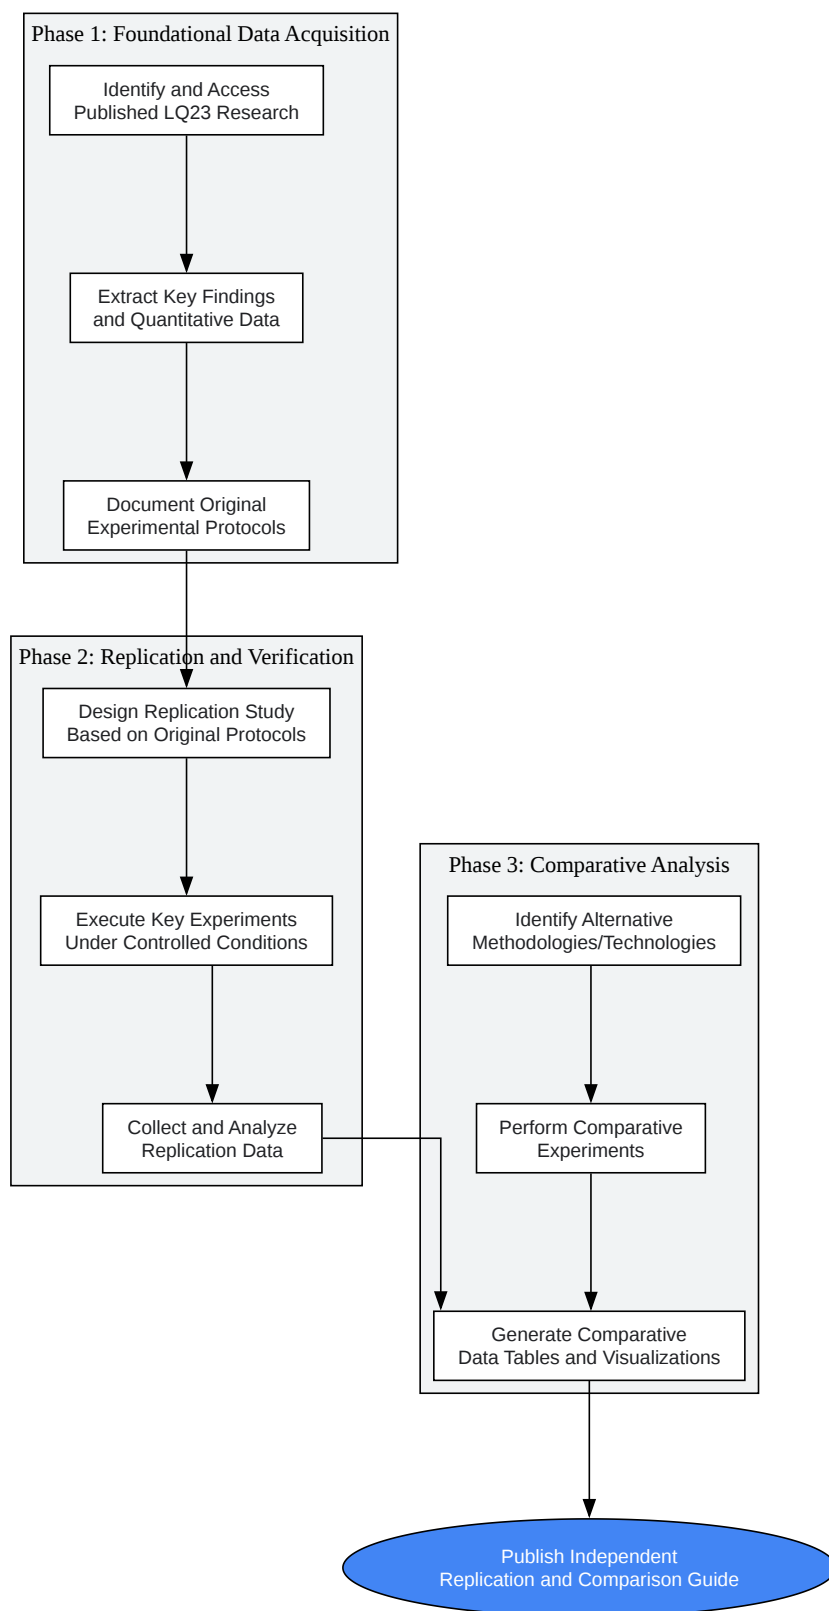 Phase 1: Foundational Data Acquisition
Identify and Access
Published LQ23 Research
Extract Key Findings
and Quantitative Data
Document Original
Experimental Protocols
Phase 2: Replication and Verification
Design Replication Study
Based on Original Protocols
Execute Key Experiments
Under Controlled Conditions
Collect and Analyze
Replication Data
Phase 3: Comparative Analysis
Identify Alternative
Methodologies/Technologies
Perform Comparative
Experiments
Generate Comparative
Data Tables and Visualizations
Publish Independent
Replication and Comparison Guide